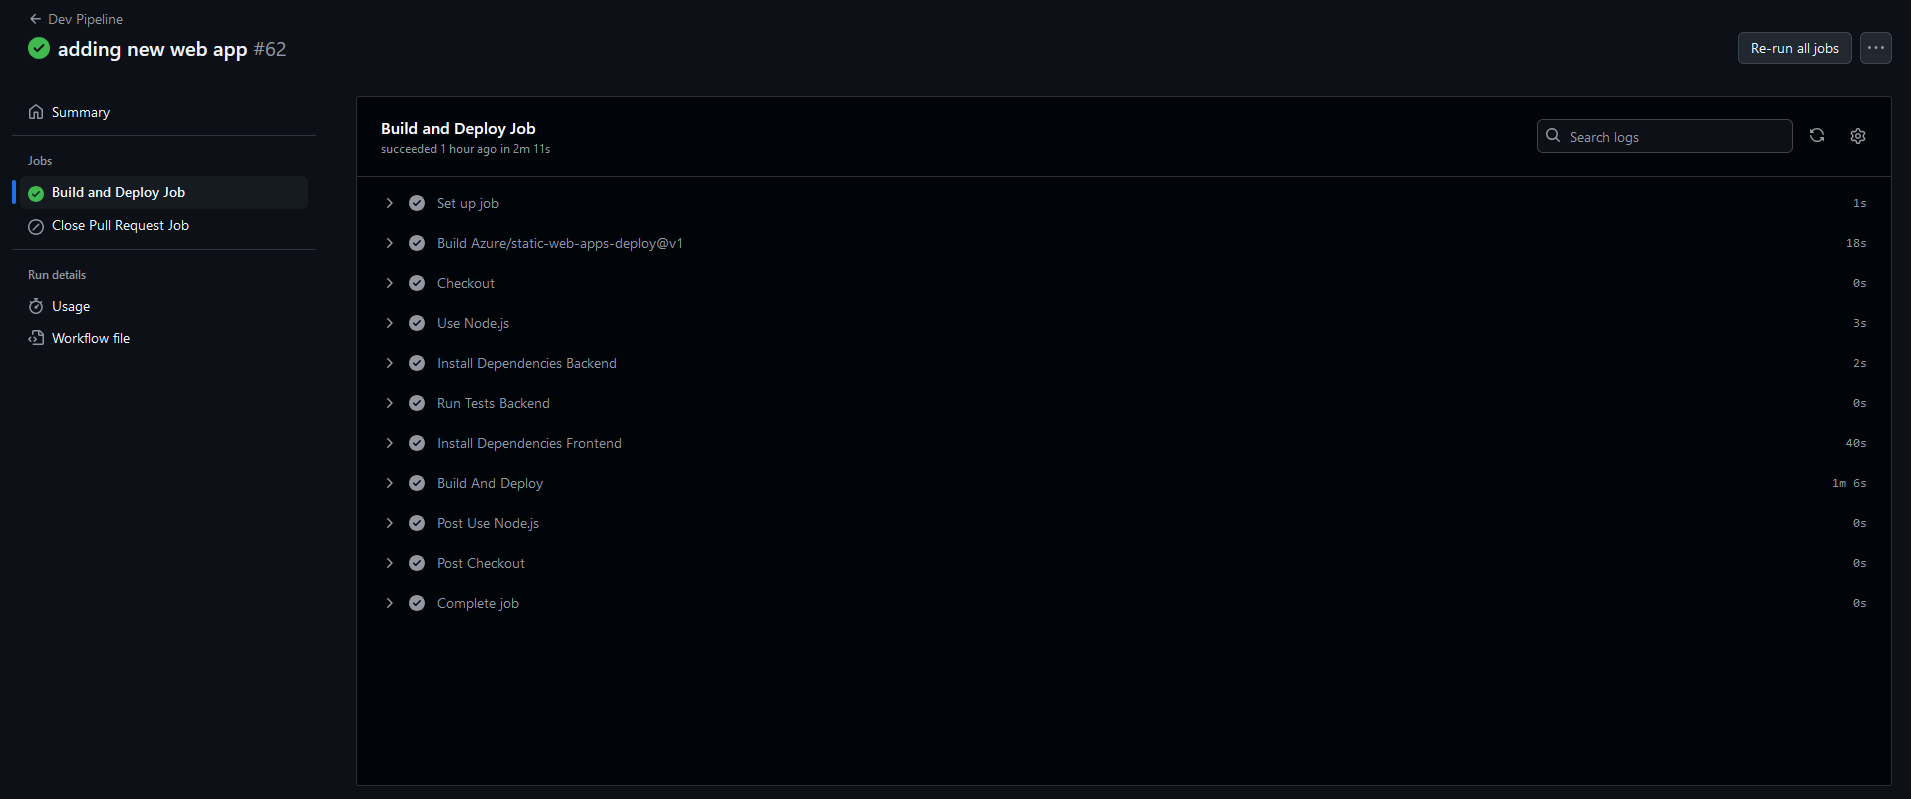 Dev Pipeline
adding new web app #62
Re-run all jobs
Summary
Jobs
Build and Deploy Job
Close Pull Request Job
Run details
Usage
Workflow file
Build and Deploy Job
succeeded 1 hour ago in 2m 11s
Search logs
Set up job 1s
Build Azure/static-web-apps-deploy@v1 18s
Checkout 0s
Use Node.js 3s
Install Dependencies Backend 2s
Run Tests Backend 0s
Install Dependencies Frontend 40s
Build And Deploy 1m 6s
Post Use Node.js 0s
Post Checkout 0s
Complete job 0s